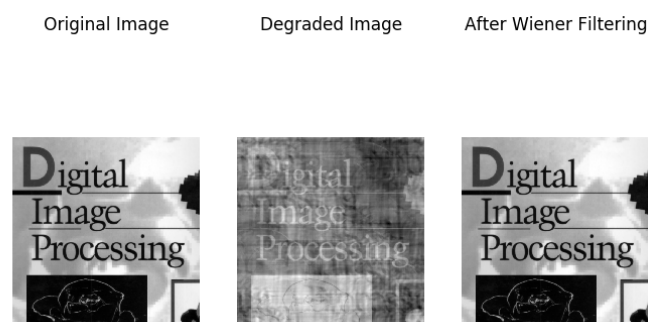 Original Image
Degraded Image
After Wiener Filtering
Digital
Image
Processing
Digital
Image
Processing
Digital
Image
Processing